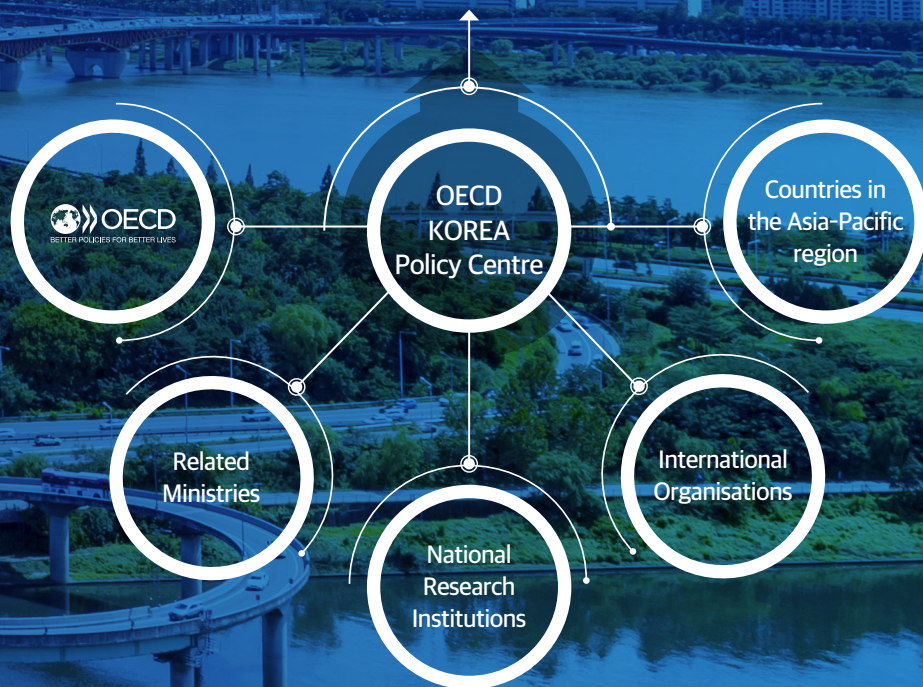 OECD
KOREA
Policy Centre
OECD
BETTER POLICIES FOR BETTER LIVES
Countries in
the Asia-Pacific
region
Related
Ministries
International
Organisations
National
Research
Institutions